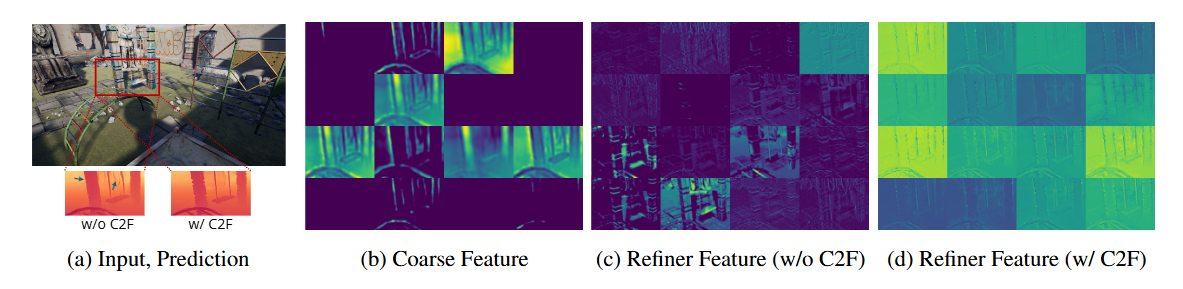 w/o C2F
w/ C2F
(a) Input, Prediction
(b) Coarse Feature
(c) Refiner Feature (w/o C2F)
(d) Refiner Feature (w/ C2F)